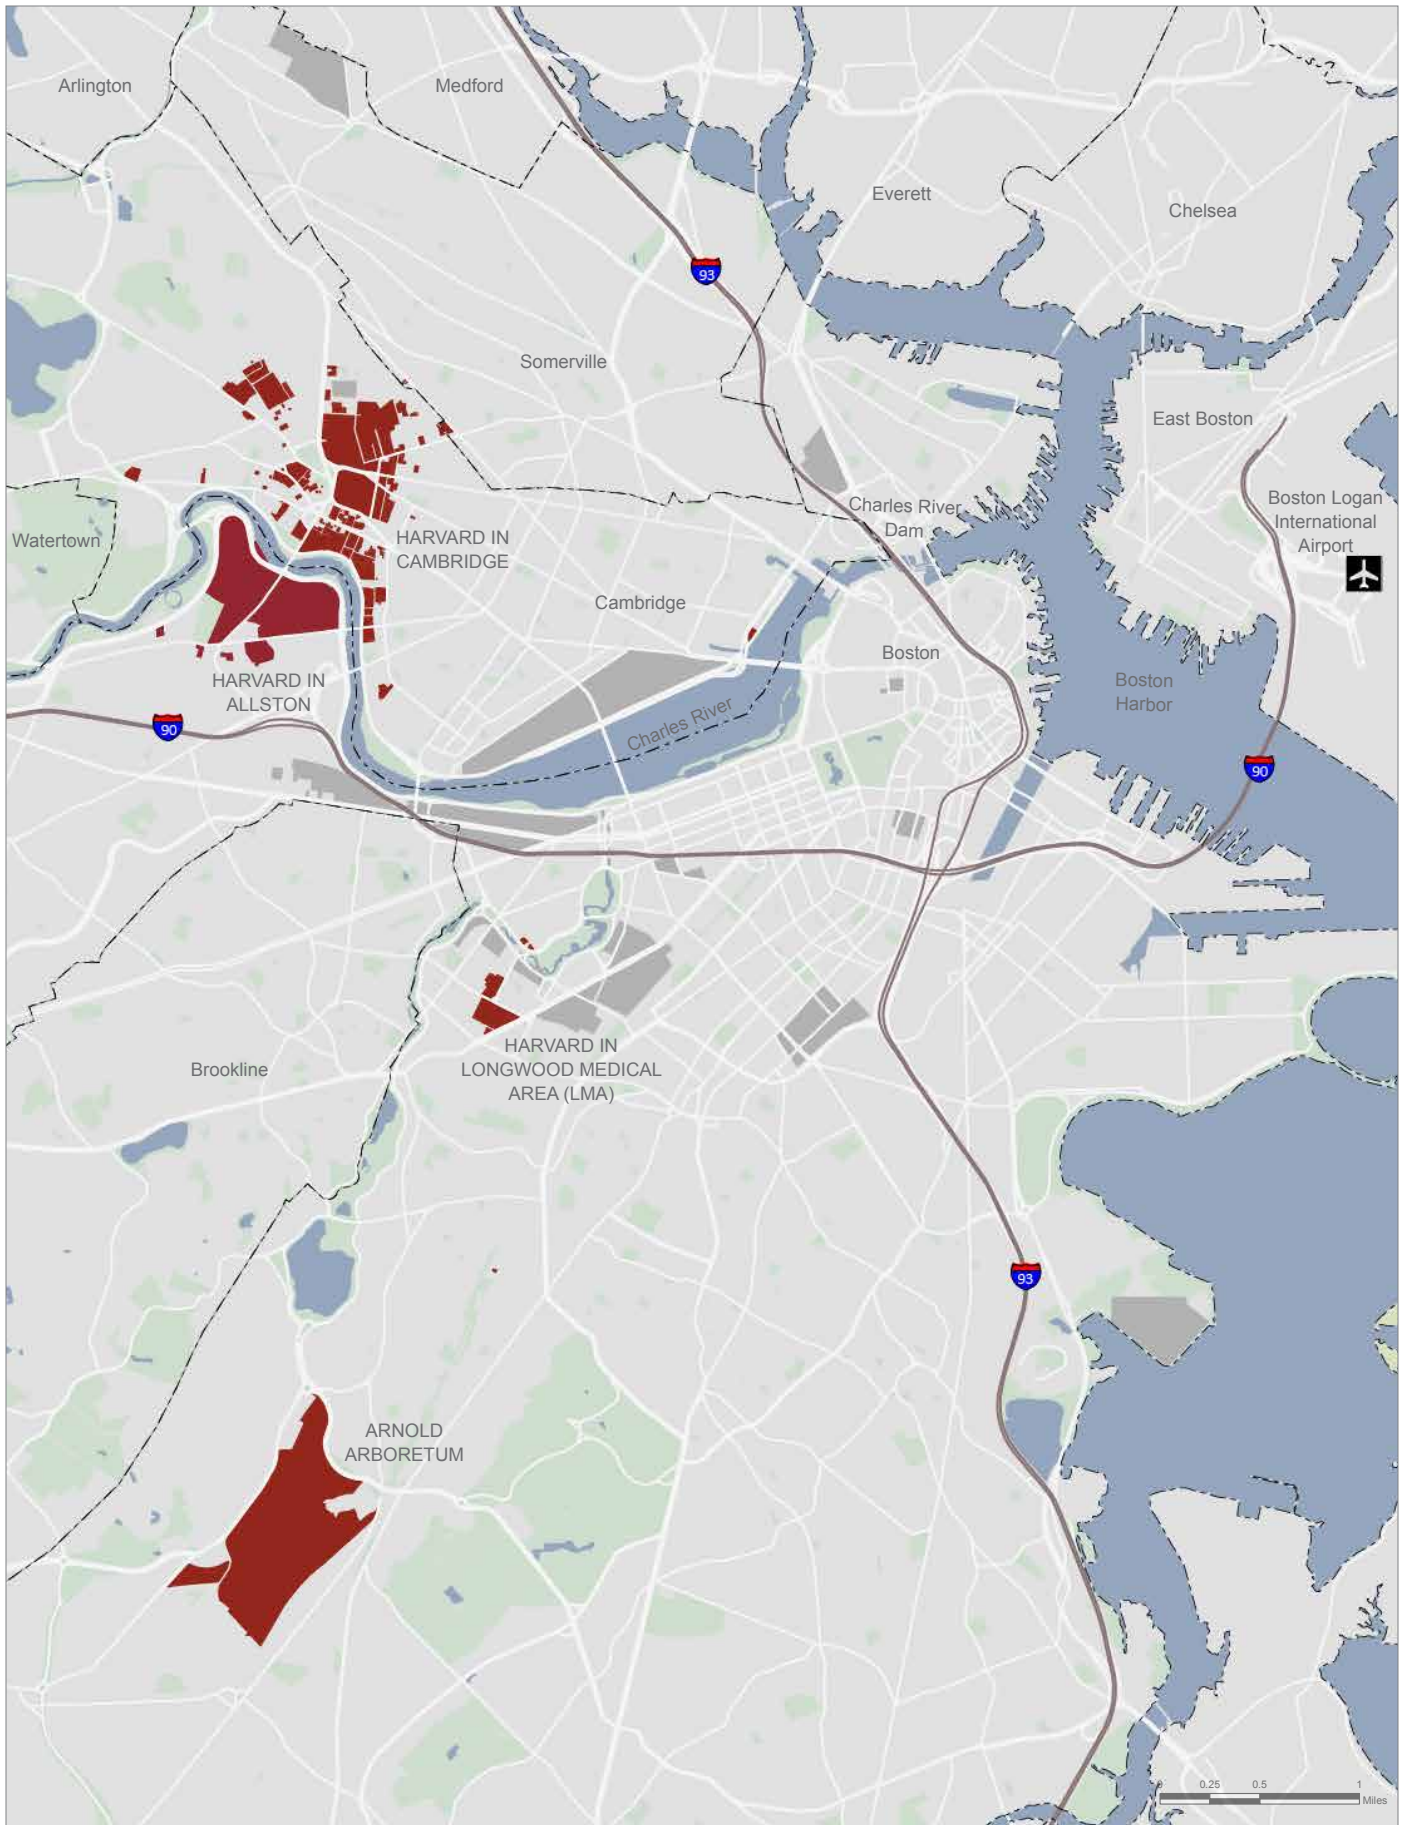 Arlington
Medford
Everett
Chelsea
93
Somerville
East Boston
Boston Logan
International
Airport
Charles River
Dam
Watertown
HARVARD IN
CAMBRIDGE
Cambridge
Boston
HARVARD IN
ALLSTON
Boston
Harbor
Charles River
90
90
HARVARD IN
LONGWOOD MEDICAL
AREA (LMA)
Brookline
93
ARNOLD
ARBORETUM
0 0.25 0.5 1
Miles